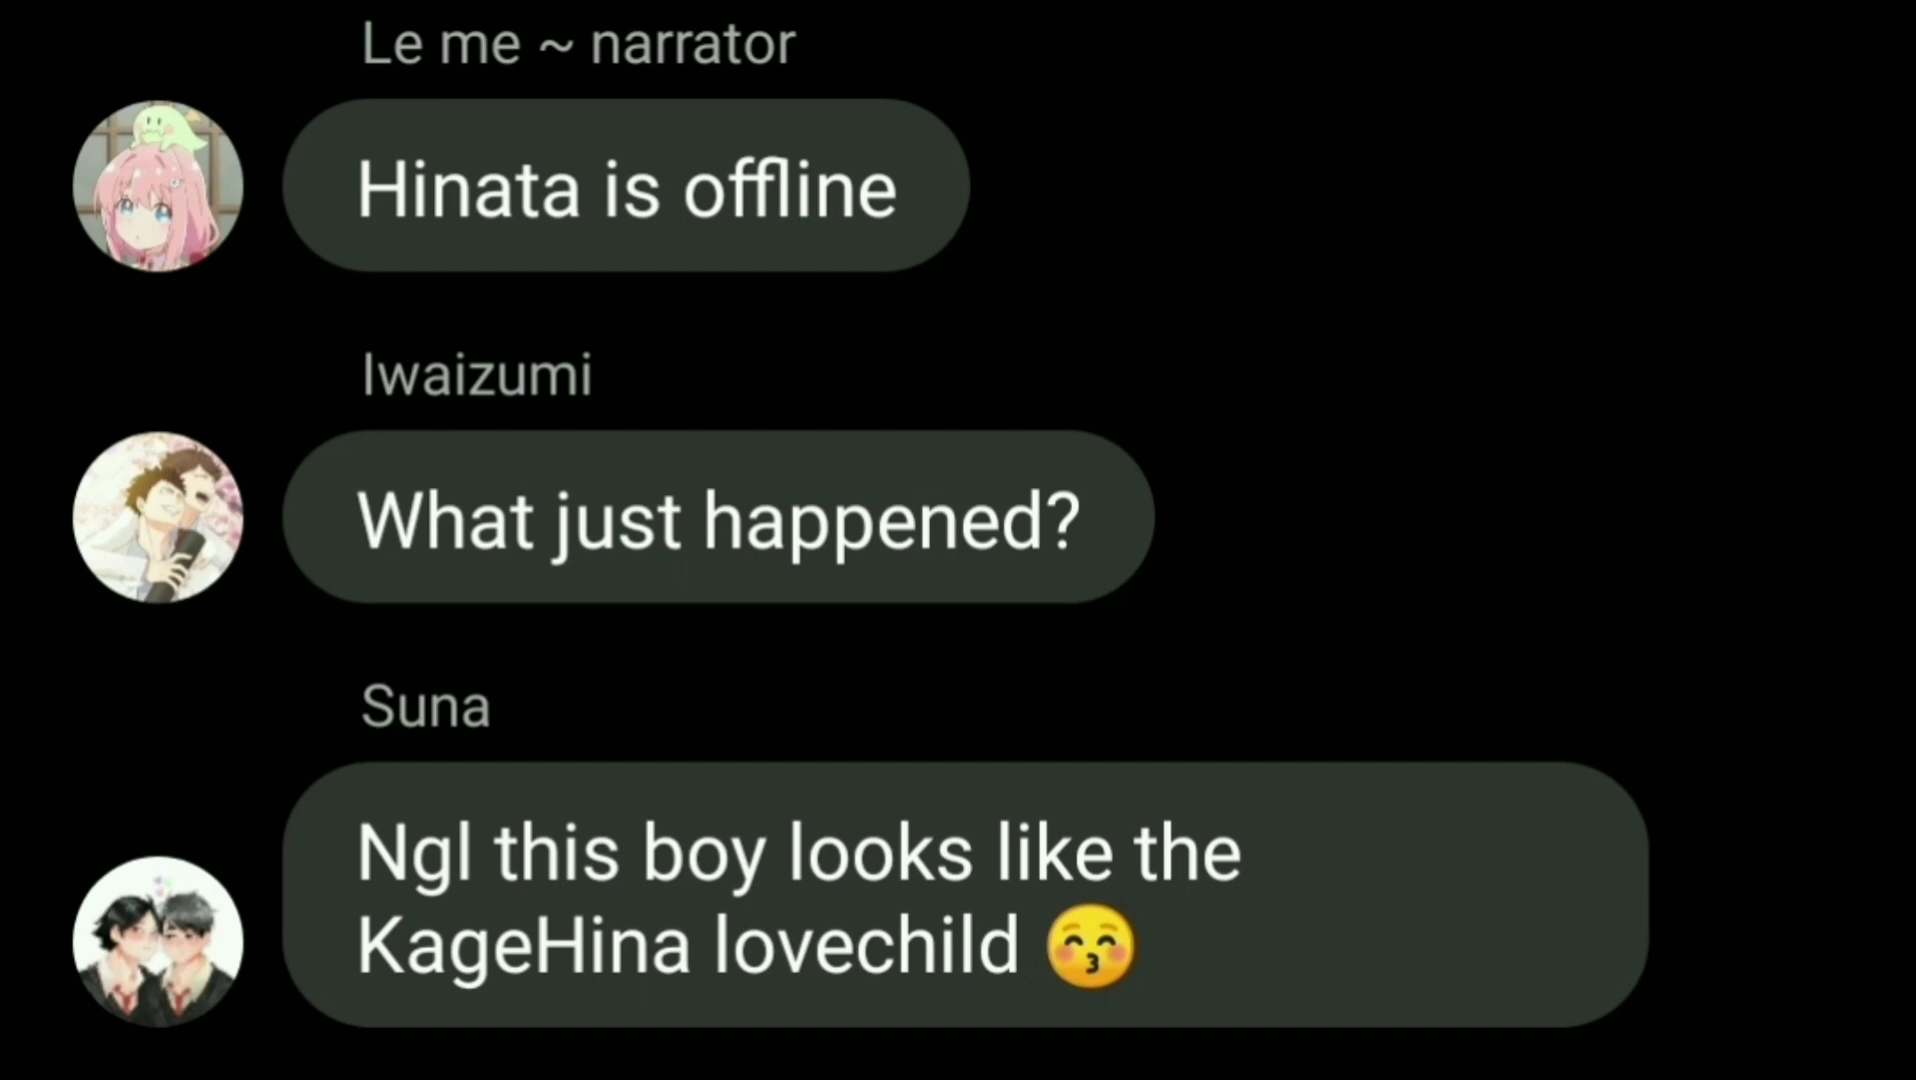 Le me ~ narrator
Hinata is offline
Iwaizumi
What just happened?
Suna
Ngl this boy looks like the
KageHina lovechild 😚